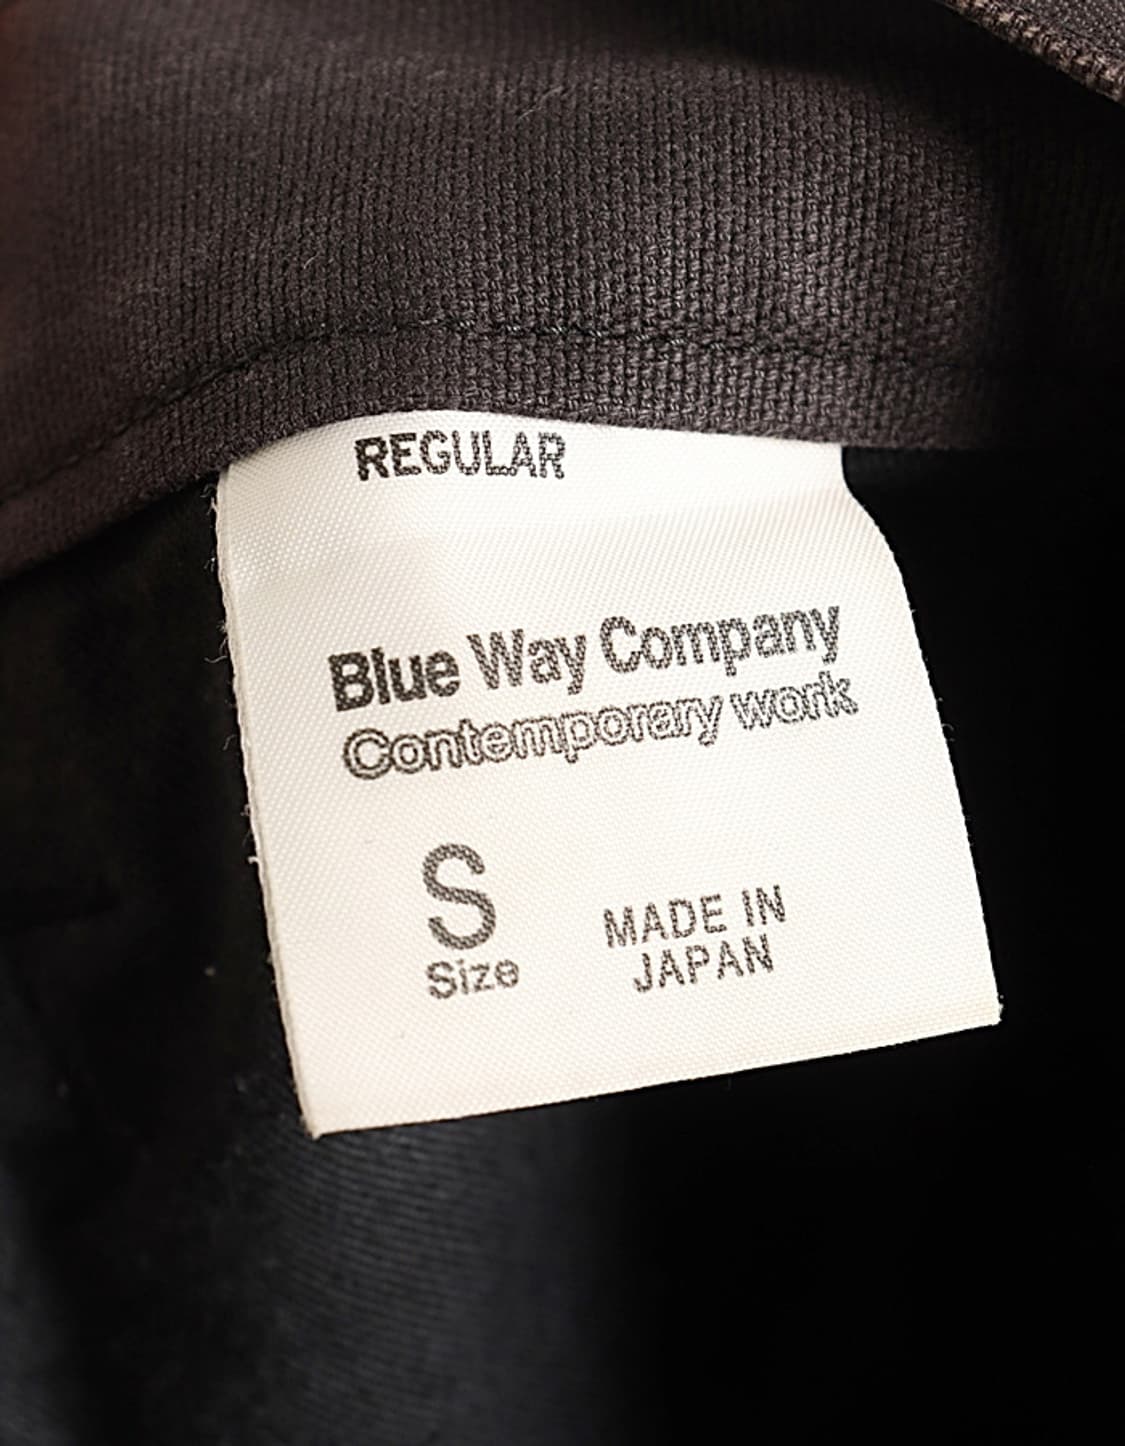 REGULAR
Blue Way Company
Contemporary work
S
Size
MADE IN
JAPAN